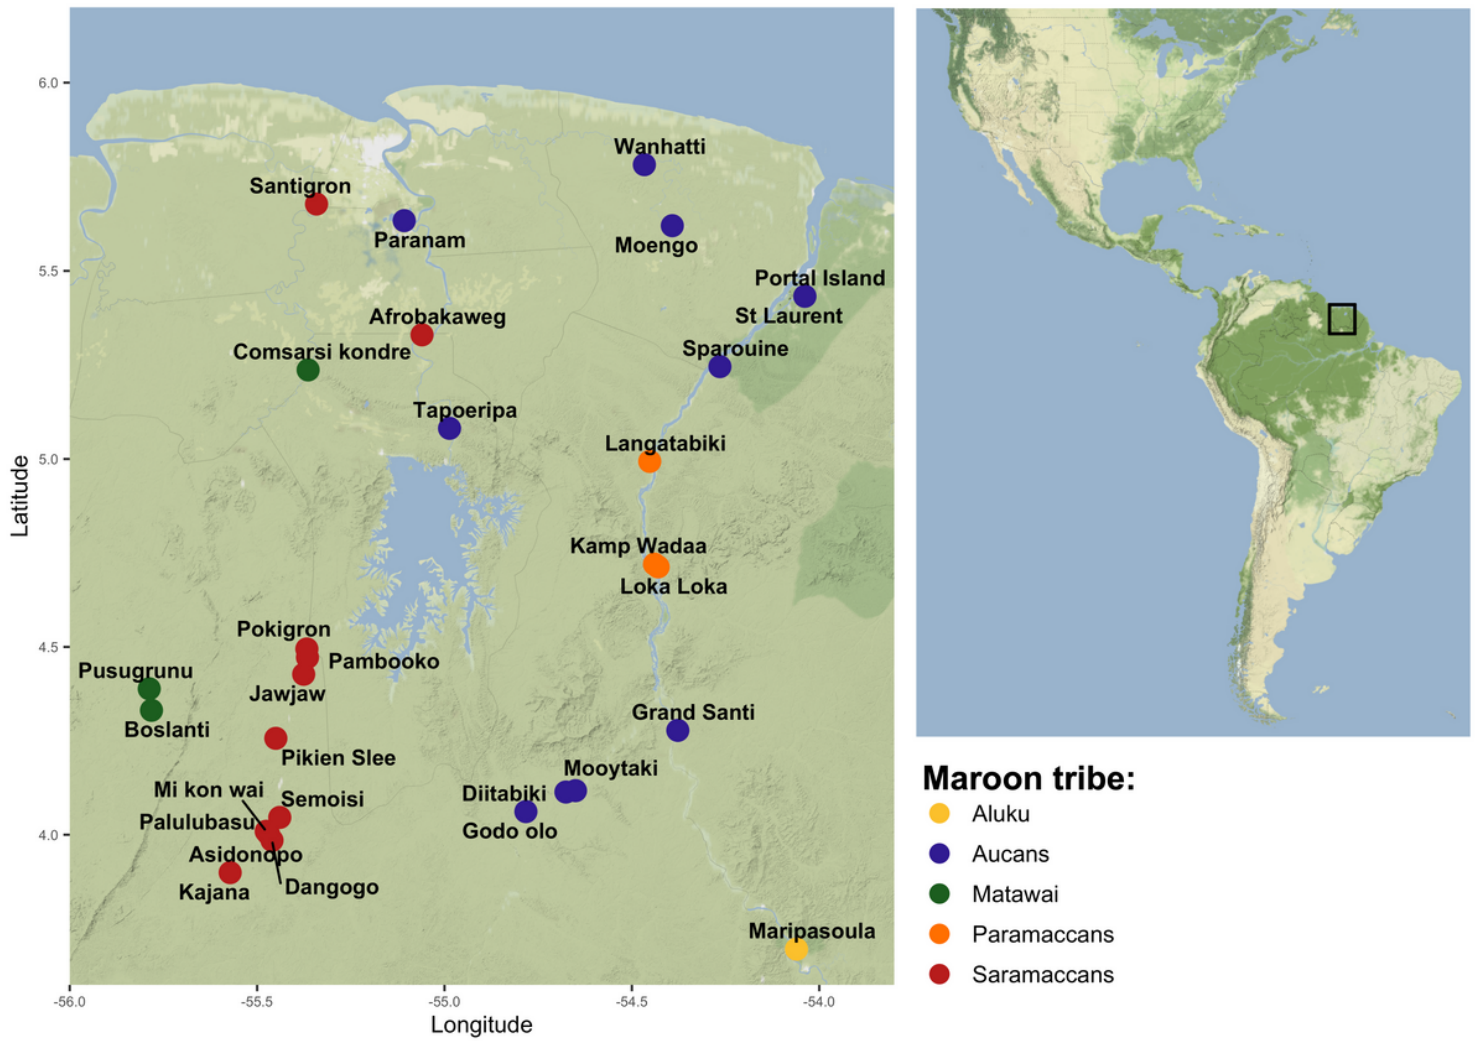 6.0
Wanhatti
Santigron
Paranam
Moengo
5.5
Portal Island
St Laurent
Afrobakaweg
Comsarsi kondre
Sparouine
Tapoeripa
Langatabiki
5.0
Latitude
Kamp Wadaa
Loka Loka
Pokigron
4.5
Pambooko
Pusugrunu
Jawjaw
Boslanti
Grand Santi
Pikien Slee
Mooytaki
Mi kon wai
Semoisi
Diitabiki
Palulubasu
Godo olo
4.0
Asidonopo
Kajana
Dangogo
Maripasoula
-56.0
-55.5
-55.0
-54.5
-54.0
Longitude
Maroon tribe:
Aluku
Aucans
Matawai
Paramaccans
Saramaccans